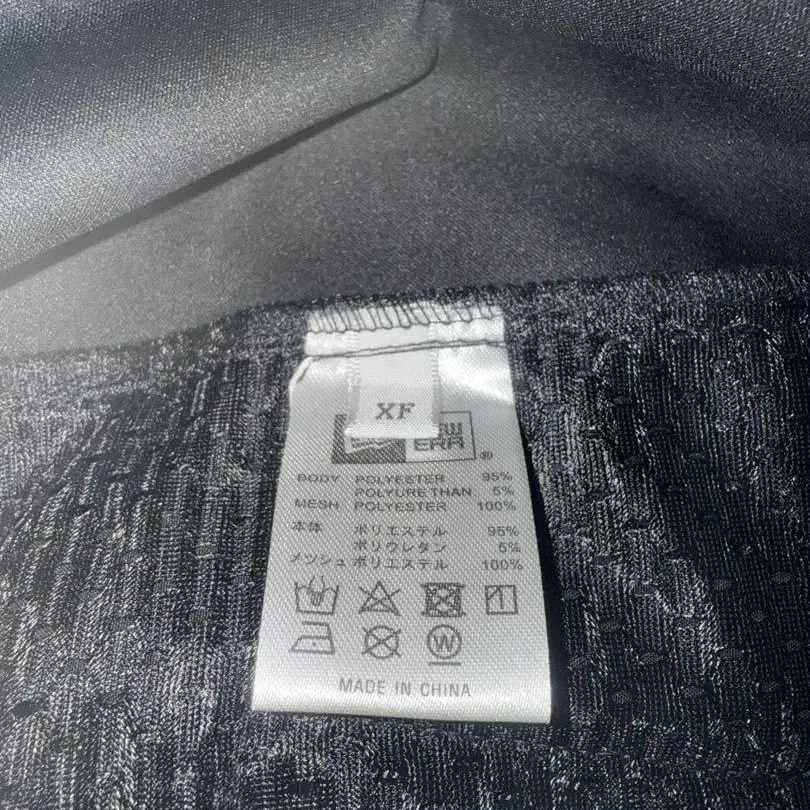 XF
NEW
ERA
®
BODY POLYESTER 95%
POLYURETHAN 5%
MESH POLYESTER 100%
本体 ポリエステル 95%
ポリウレタン 5%
メッシュ ポリエステル 100%
W
MADE IN CHINA